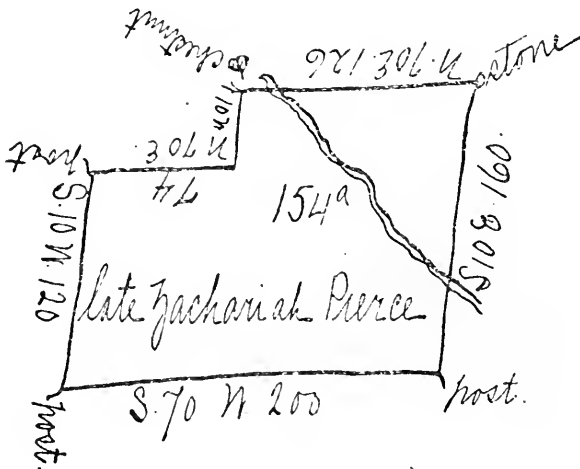 chestnut
N. 70 E. 126
stone
N 10
N 70 E
74
post
154a
S 10 E 160.
S. 10 W. 120
late Zachariah Pierce
S. 70 W 200
post.
post.